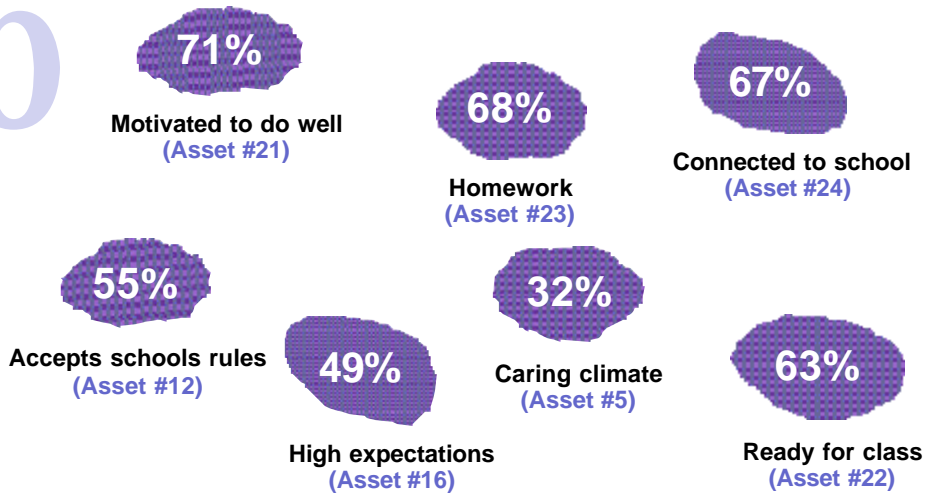 0
71%
Motivated to do well
(Asset #21)
68%
Homework
(Asset #23)
67%
Connected to school
(Asset #24)
55%
Accepts schools rules
(Asset #12)
49%
High expectations
(Asset #16)
32%
Caring climate
(Asset #5)
63%
Ready for class
(Asset #22)